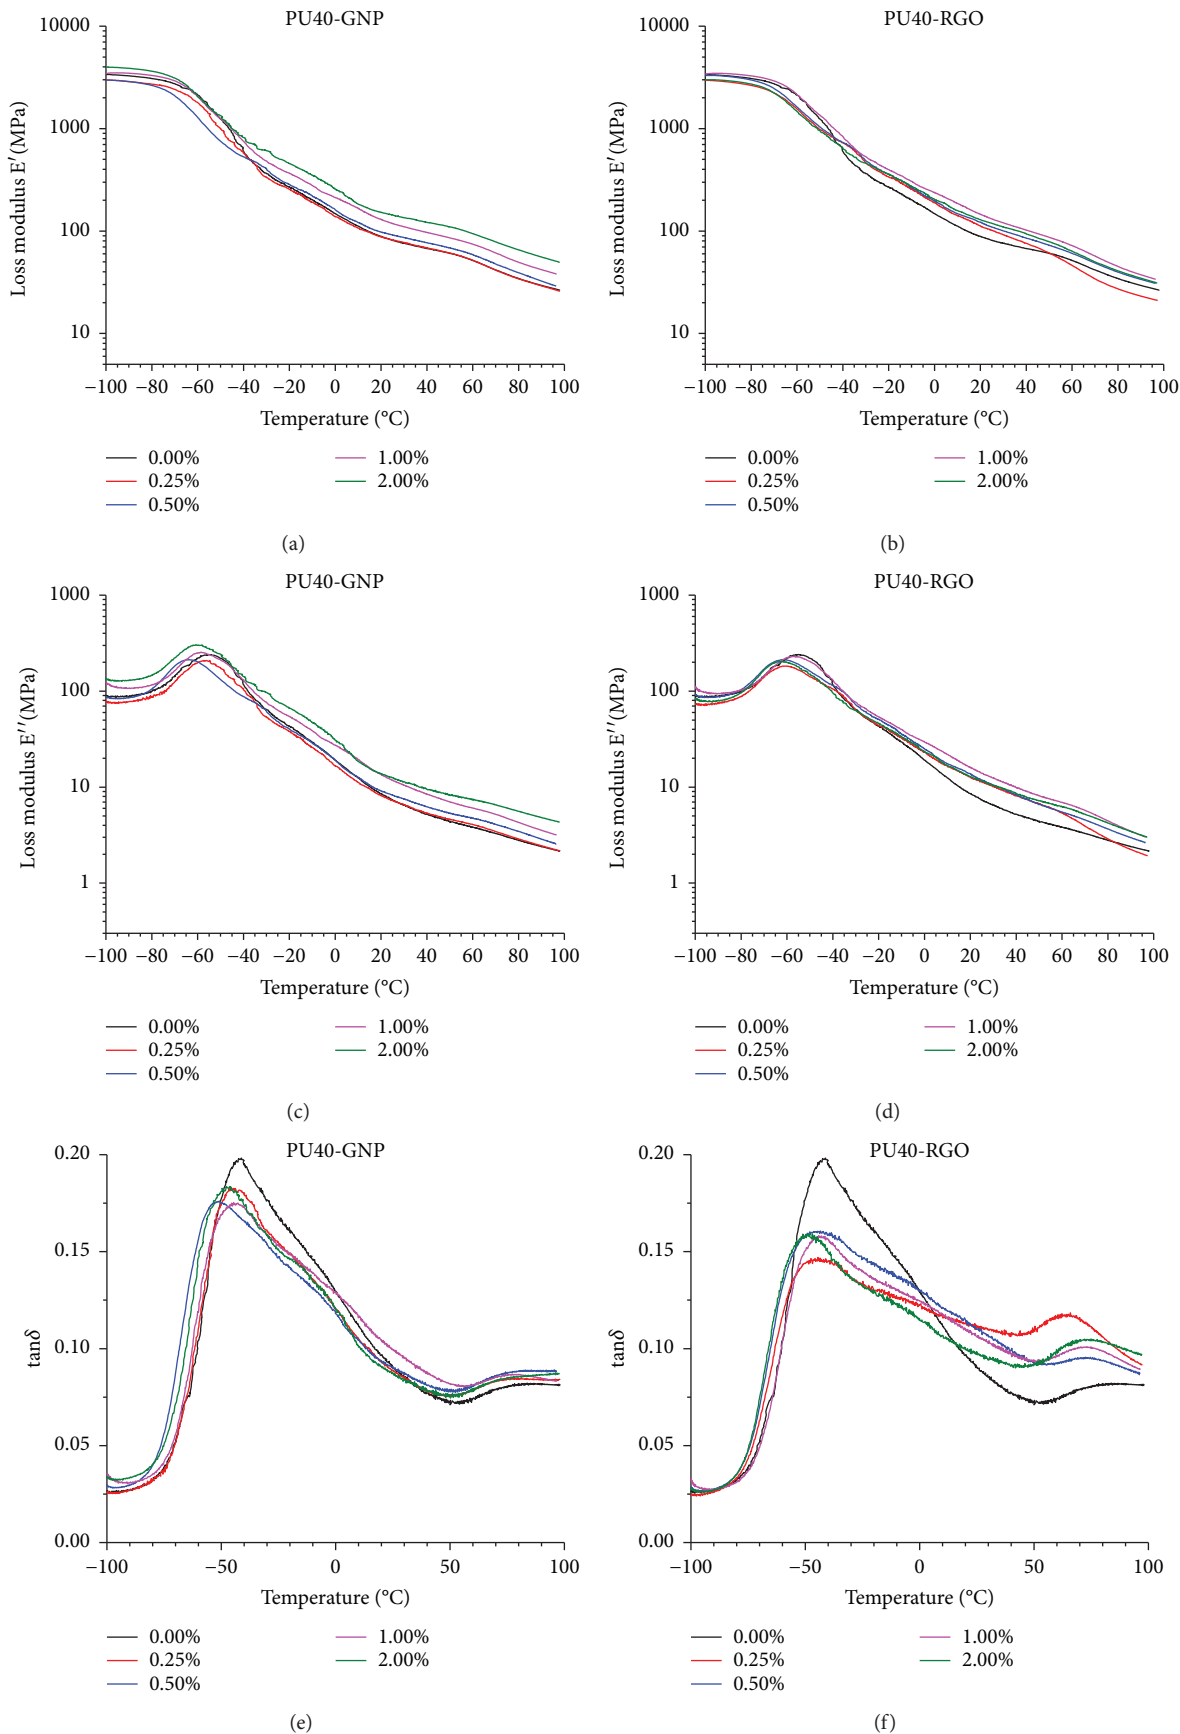 PU40-GNP
10000
1000
100
10
Loss modulus E′ (MPa)
−100 −80 −60 −40 −20 0 20 40 60 80 100
Temperature (°C)
0.00%
0.25%
0.50%
1.00%
2.00%
(a)
PU40-RGO
10000
1000
100
10
Loss modulus E′ (MPa)
−100 −80 −60 −40 −20 0 20 40 60 80 100
Temperature (°C)
0.00%
0.25%
0.50%
1.00%
2.00%
(b)
PU40-GNP
1000
100
10
1
Loss modulus E′′ (MPa)
−100 −80 −60 −40 −20 0 20 40 60 80 100
Temperature (°C)
0.00%
0.25%
0.50%
1.00%
2.00%
(c)
PU40-RGO
1000
100
10
1
Loss modulus E′′ (MPa)
−100 −80 −60 −40 −20 0 20 40 60 80 100
Temperature (°C)
0.00%
0.25%
0.50%
1.00%
2.00%
(d)
PU40-GNP
0.20
0.15
0.10
0.05
0.00
tanδ
−100 −50 0 50 100
Temperature (°C)
0.00%
0.25%
0.50%
1.00%
2.00%
(e)
PU40-RGO
0.20
0.15
0.10
0.05
0.00
tanδ
−100 −50 0 50 100
Temperature (°C)
0.00%
0.25%
0.50%
1.00%
2.00%
(f)